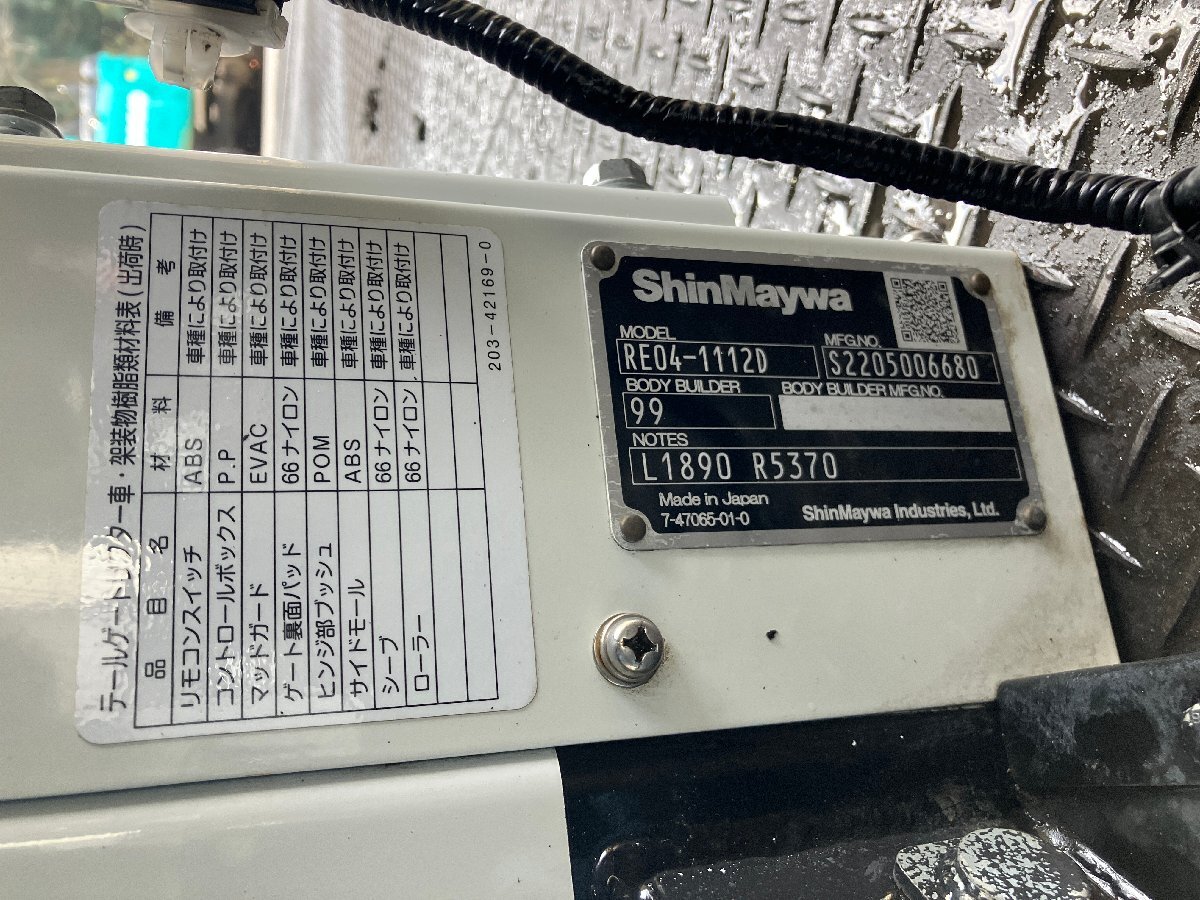 テールゲートリフター車・架装物樹脂類材料表(出荷時)
品目名 材料 備考
リモコンスイッチ ABS 車種により取付け
コントロールボックス P.P 車種により取付け
マッドガード EVAC 車種により取付け
ゲート裏面パッド 66ナイロン 車種により取付け
ヒンジ部ブッシュ POM 車種により取付け
サイドモール ABS 車種により取付け
シーブ 66ナイロン 車種により取付け
ローラー 66ナイロン 車種により取付け
203-42169-0
ShinMaywa
MODEL MFG.NO.
RE04-1112D S2205006680
BODY BUILDER BODY BUILDER MFG.NO.
99
NOTES
L1890 R5370
Made in Japan
7-47065-01-0 ShinMaywa Industries, Ltd.